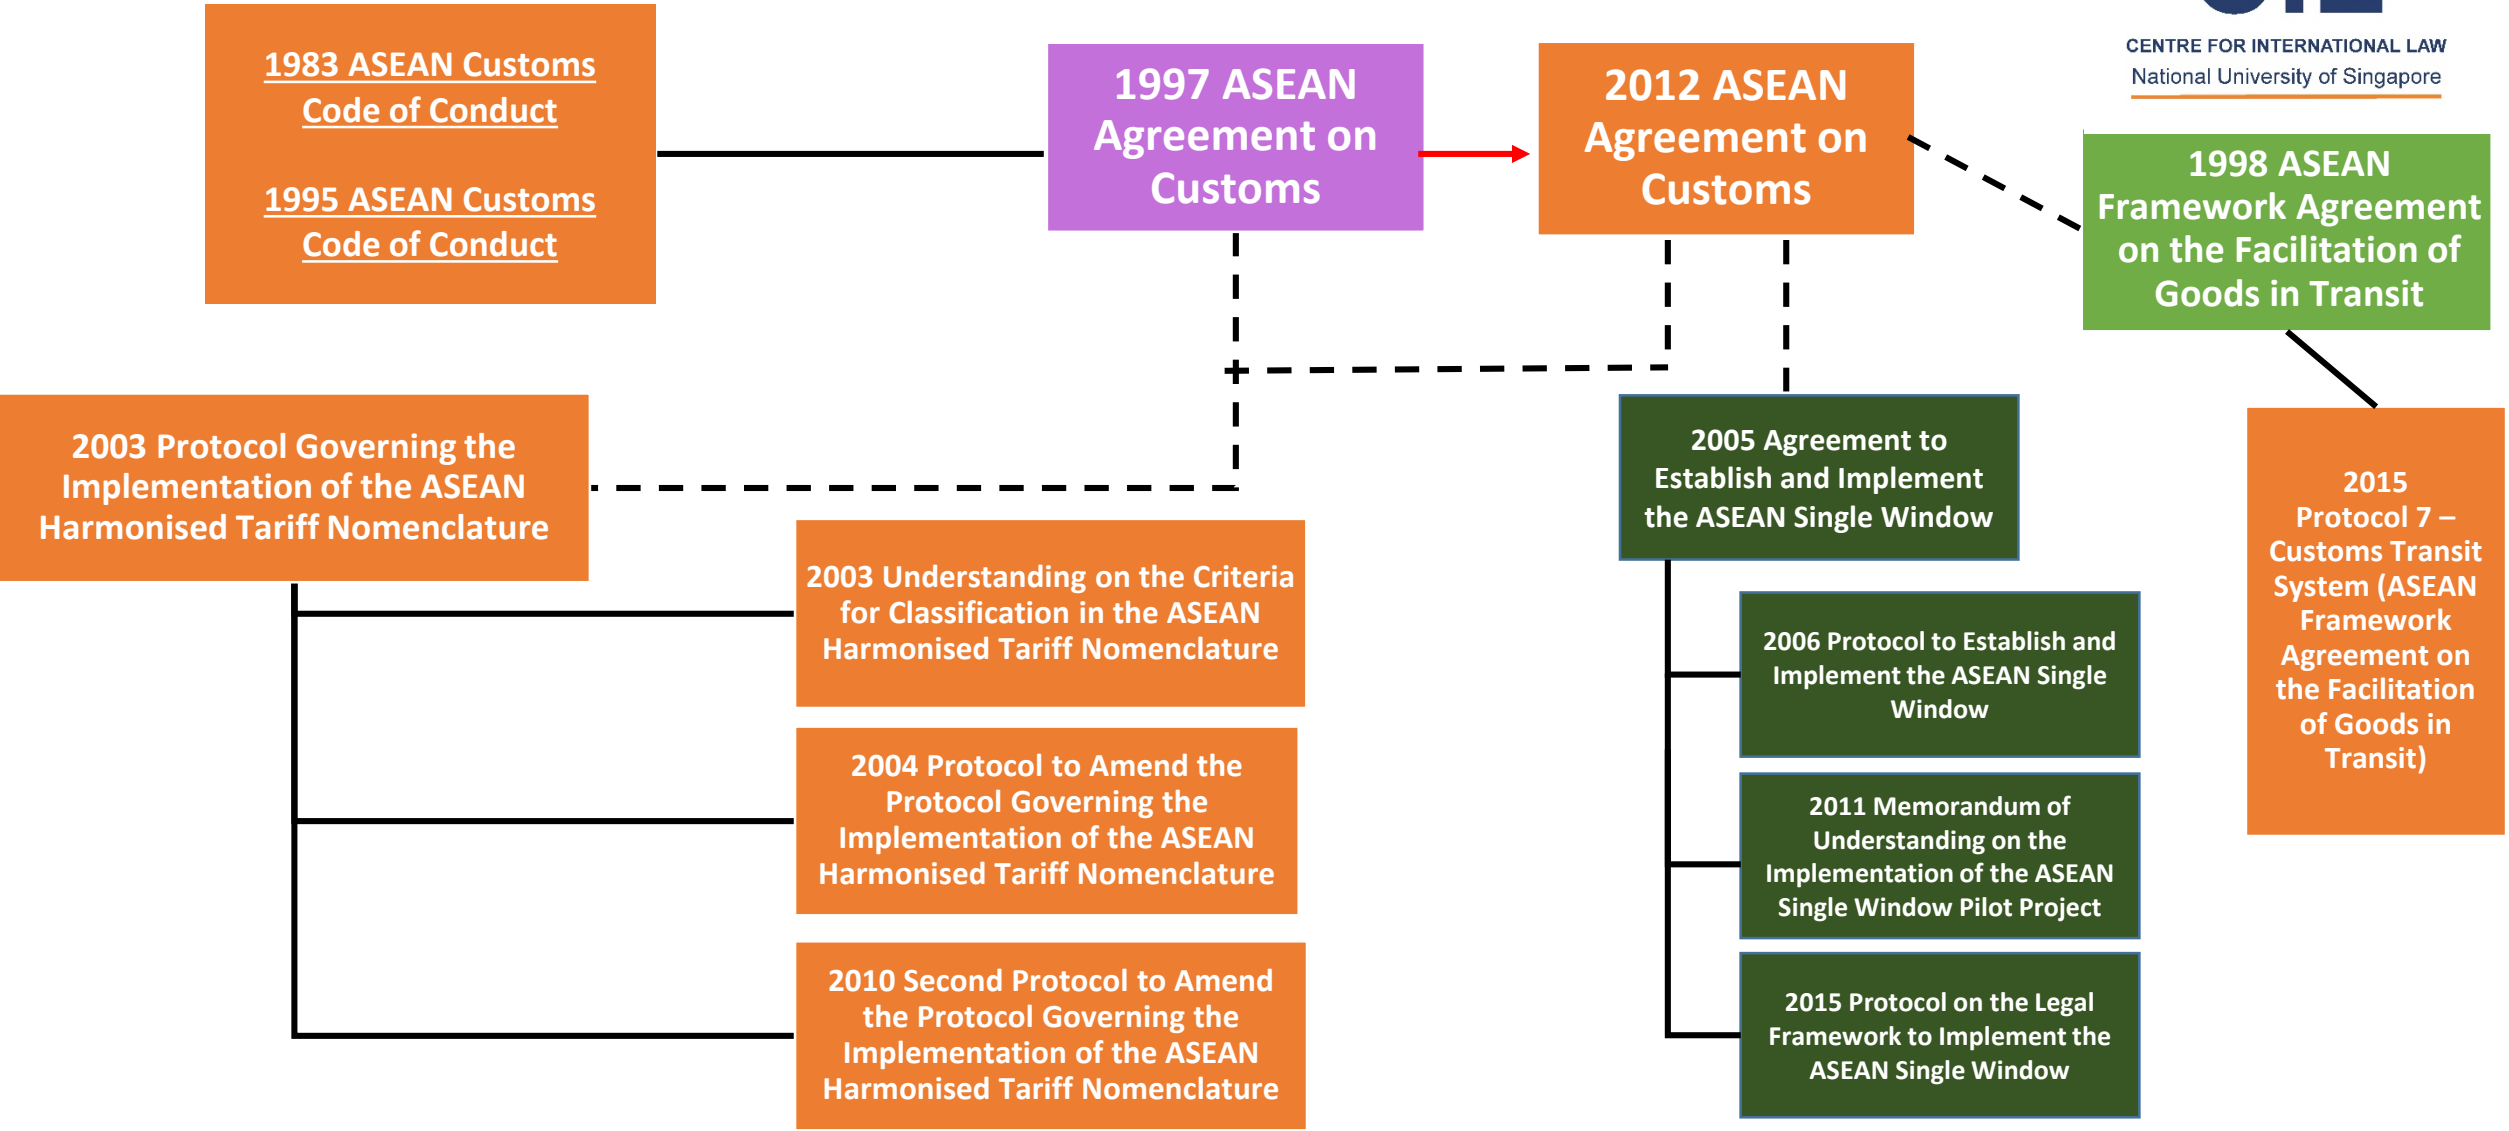 1983 ASEAN Customs
Code of Conduct
1995 ASEAN Customs
Code of Conduct
1997 ASEAN
Agreement on
Customs
2012 ASEAN
Agreement on
Customs
CENTRE FOR INTERNATIONAL LAW
National University of Singapore
1998 ASEAN
Framework Agreement
on the Facilitation of
Goods in Transit
2003 Protocol Governing the
Implementation of the ASEAN
Harmonised Tariff Nomenclature
2003 Understanding on the Criteria
for Classification in the ASEAN
Harmonised Tariff Nomenclature
2004 Protocol to Amend the
Protocol Governing the
Implementation of the ASEAN
Harmonised Tariff Nomenclature
2010 Second Protocol to Amend
the Protocol Governing the
Implementation of the ASEAN
Harmonised Tariff Nomenclature
2005 Agreement to
Establish and Implement
the ASEAN Single Window
2006 Protocol to Establish and
Implement the ASEAN Single
Window
2011 Memorandum of
Understanding on the
Implementation of the ASEAN
Single Window Pilot Project
2015 Protocol on the Legal
Framework to Implement the
ASEAN Single Window
2015
Protocol 7 –
Customs Transit
System (ASEAN
Framework
Agreement on
the Facilitation
of Goods in
Transit)